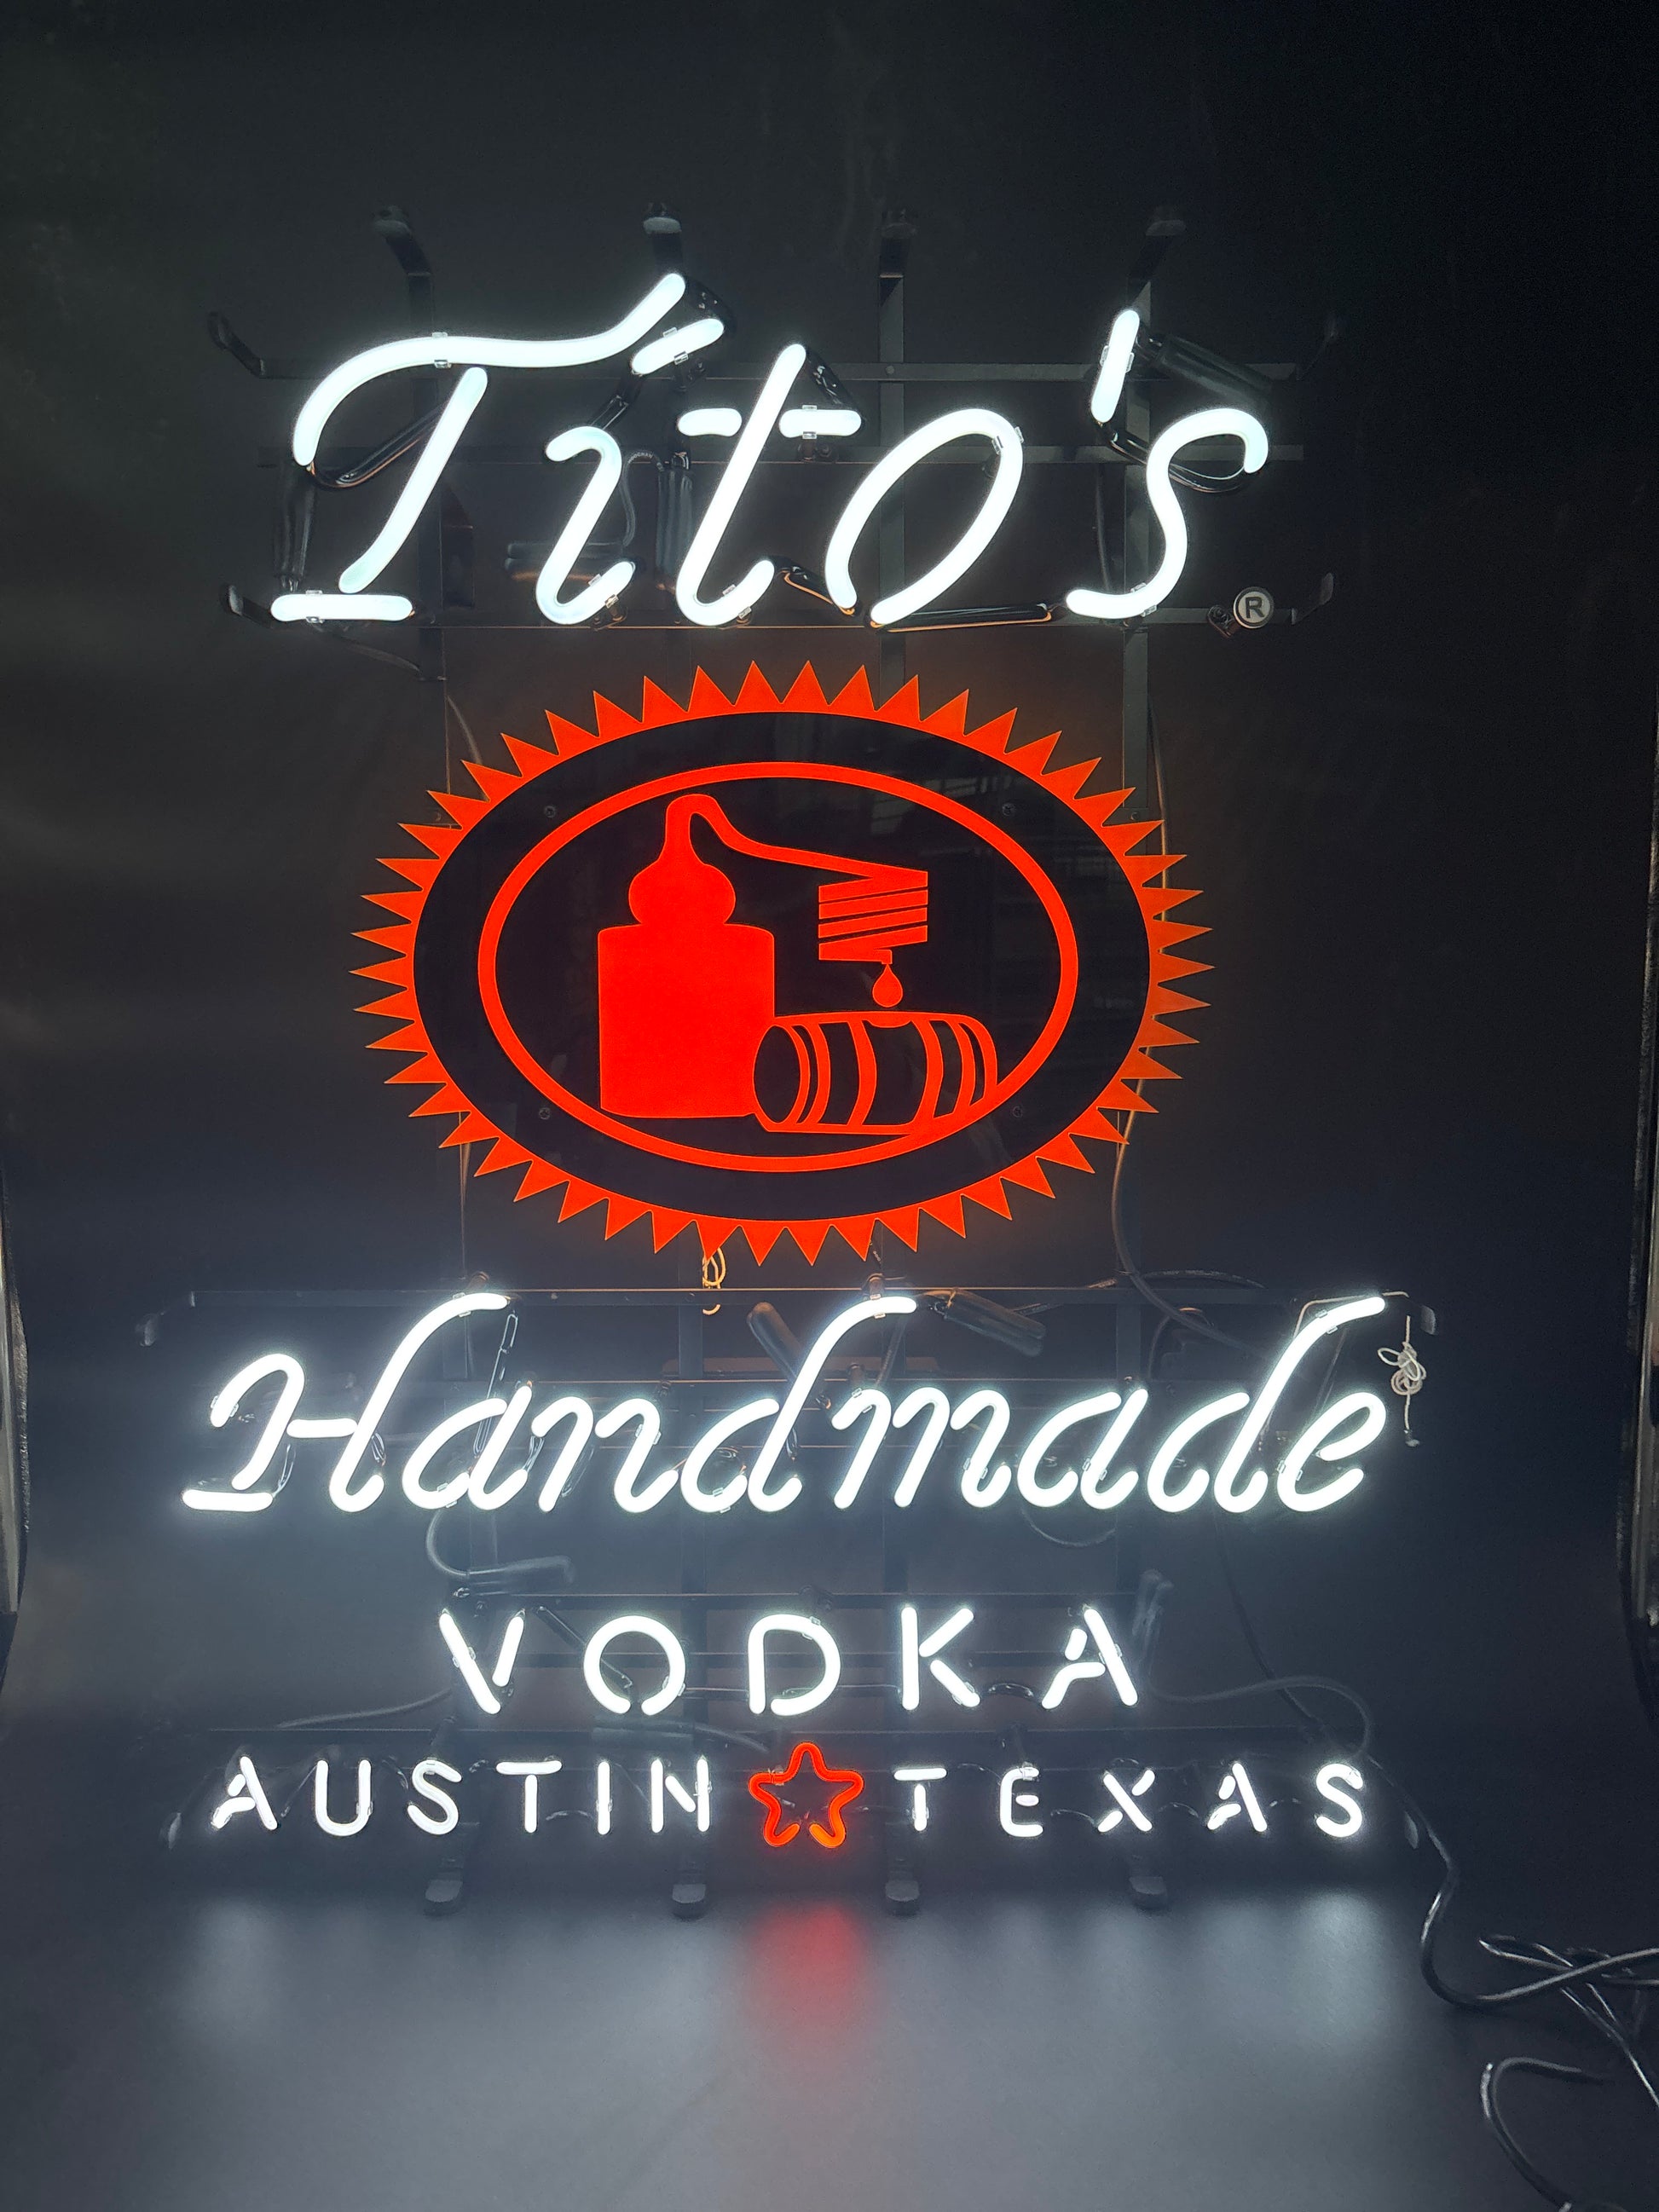 Tito's®
Handmade
VODKA
AUSTIN TEXAS